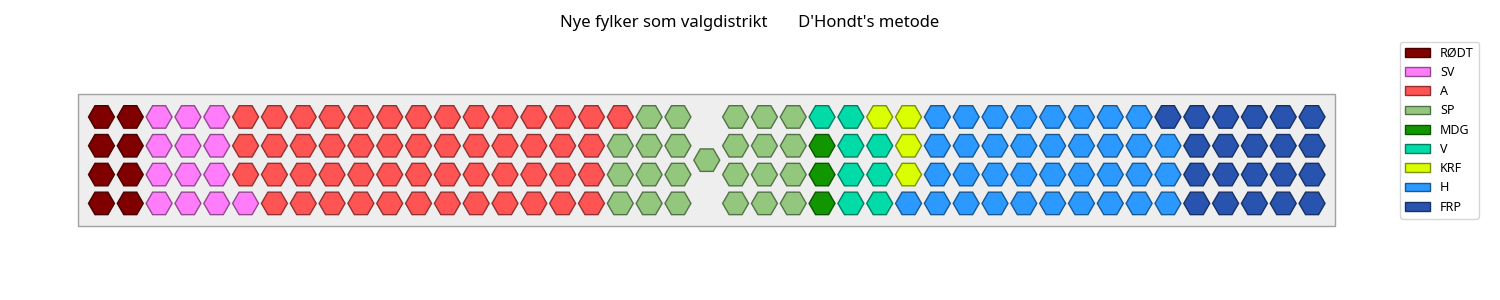 Nye fylker som valgdistrikt D'Hondt's metode
RØDT
SV
A
SP
MDG
V
KRF
H
FRP